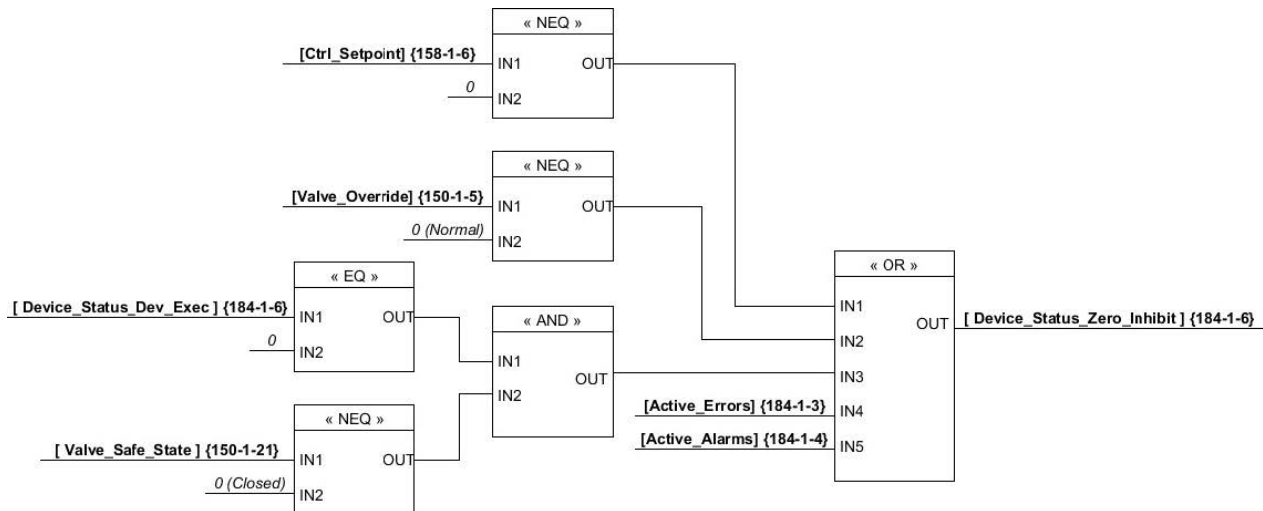 « NEQ »
[Ctrl_Setpoint] {158-1-6}
IN1 OUT
0
IN2
« NEQ »
[Valve_Override] {150-1-5}
IN1 OUT
0 (Normal)
IN2
« EQ »
[ Device_Status_Dev_Exec ] {184-1-6}
IN1 OUT
0
IN2
« AND »
IN1
OUT
IN2
« NEQ »
[ Valve_Safe_State ] {150-1-21}
IN1 OUT
0 (Closed)
IN2
« OR »
IN1
OUT
[ Device_Status_Zero_Inhibit ] {184-1-6}
IN2
IN3
[Active_Errors] {184-1-3}
IN4
[Active_Alarms] {184-1-4}
IN5